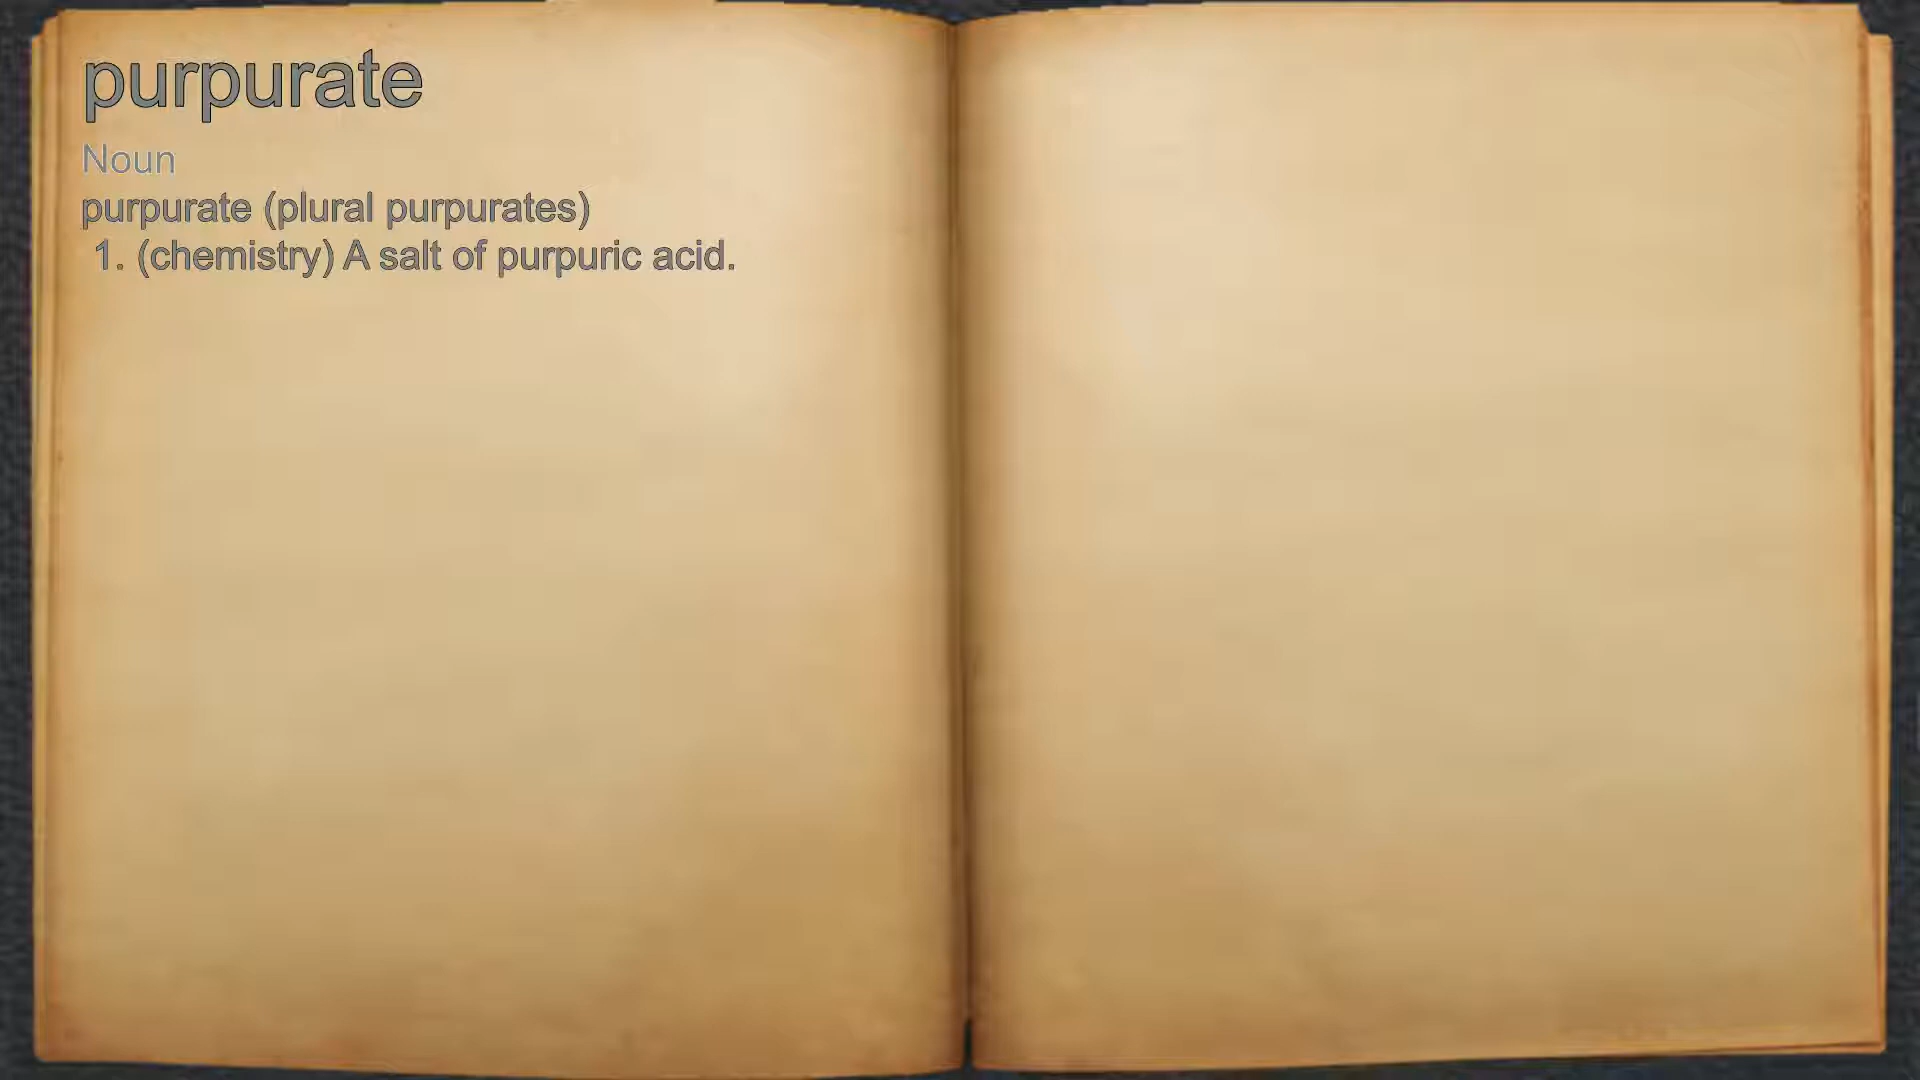 purpurate
Noun
purpurate (plural purpurates)
1. (chemistry) A salt of purpuric acid.